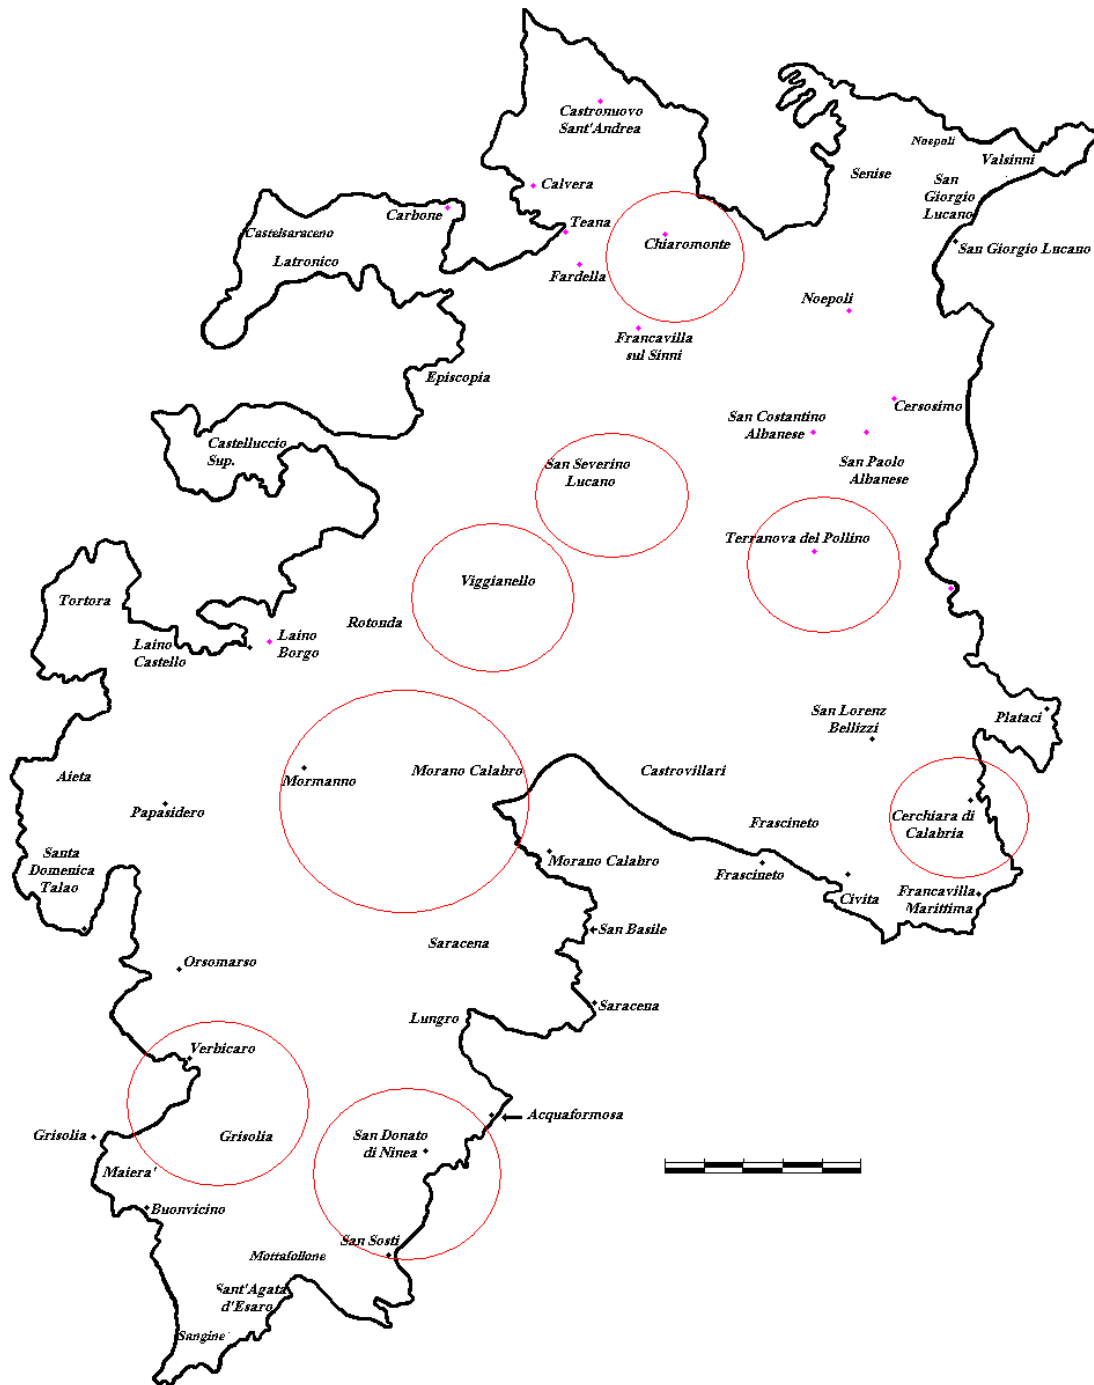 Castronuovo
Sant'Andrea
Noepoli
Valsinni
Senise
San
Giorgio
Lucano
Calvera
Carbone
Teana
Castelsaraceno
Chiaromonte
San Giorgio Lucano
Latronico
Fardella
Noepoli
Francavilla
sul Sinni
Episcopia
Cersosimo
San Costantino
Albanese
Castelluccio
Sup.
San Paolo
Albanese
San Severino
Lucano
Terranova del Pollino
Viggianello
Tortora
Rotonda
Laino
Castello
Laino
Borgo
San Lorenz
Bellizzi
Plataci
Aieta
Mormanno
Morano Calabro
Castrovillari
Papasidero
Frascineto
Cerchiara di
Calabria
Santa
Domenica
Talao
Morano Calabro
Frascineto
Civita
Francavilla
Marittima
San Basile
Saracena
Orsomarso
Saracena
Lungro
Verbicaro
Acquaformosa
Grisolia
Grisolia
San Donato
di Ninea
Maiera'
Buonvicino
San Sosti
Mottafollone
Sant'Agata
d'Esaro
Sangine